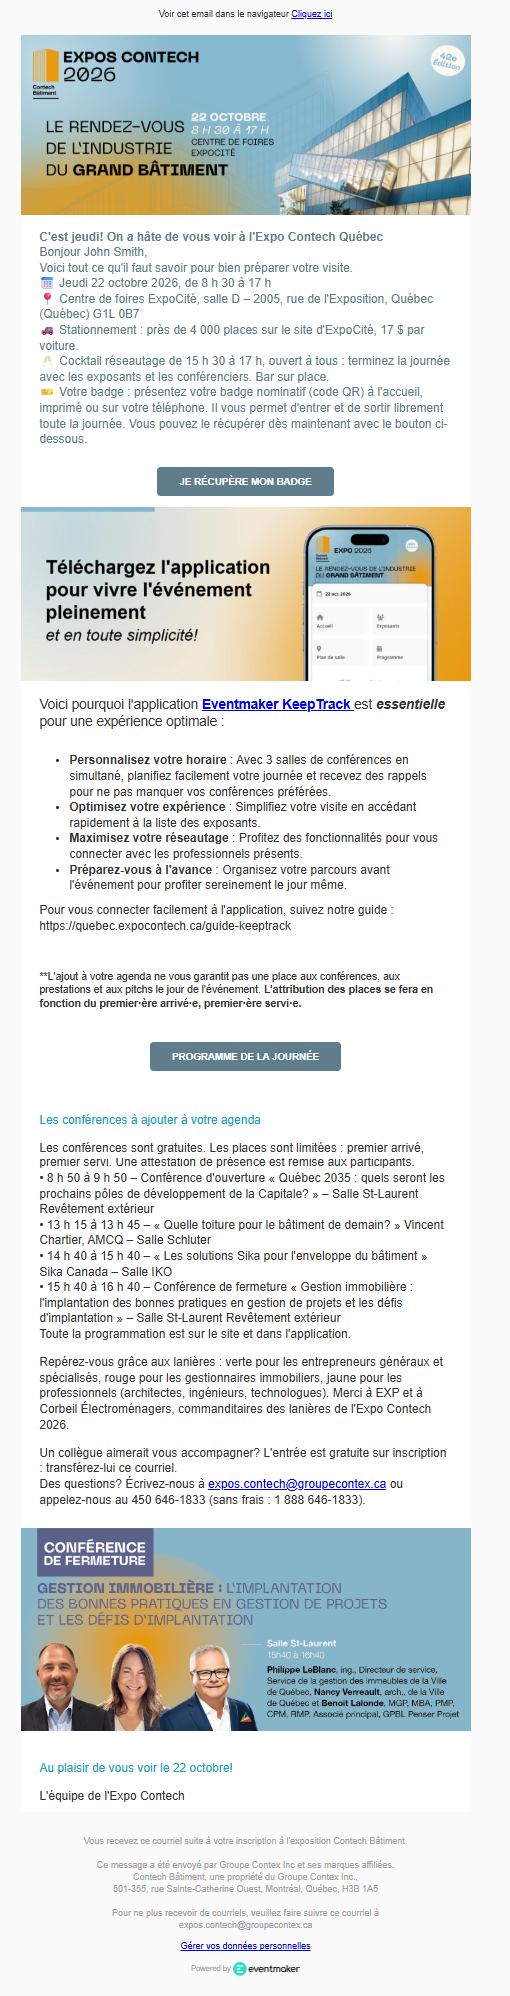 Voir cet email dans le navigateur Cliquez ici
EXPOS CONTECH
2026
Contech
Bâtiment
42e
Édition
LE RENDEZ-VOUS
DE L'INDUSTRIE
DU GRAND BÂTIMENT
22 OCTOBRE
8 H 30 À 17 H
CENTRE DE FOIRES
EXPOCITÉ
C'est jeudi! On a hâte de vous voir à l'Expo Contech Québec
Bonjour John Smith,
Voici tout ce qu'il faut savoir pour bien préparer votre visite.
Jeudi 22 octobre 2026, de 8 h 30 à 17 h
Centre de foires ExpoCité, salle D – 2005, rue de l'Exposition, Québec
(Québec) G1L 0B7
Stationnement : près de 4 000 places sur le site d'ExpoCité, 17 $ par
voiture.
Cocktail réseautage de 15 h 30 à 17 h, ouvert à tous : terminez la journée
avec les exposants et les conférenciers. Bar sur place.
Votre badge : présentez votre badge nominatif (code QR) à l'accueil,
imprimé ou sur votre téléphone. Il vous permet d'entrer et de sortir librement
toute la journée. Vous pouvez le récupérer dès maintenant avec le bouton ci-
dessous.
JE RÉCUPÈRE MON BADGE
Téléchargez l'application
pour vivre l'événement
pleinement
et en toute simplicité!
EXPO 2026
LE RENDEZ-VOUS DE L'INDUSTRIE
DU GRAND BÂTIMENT
22 oct. 2026
Accueil
Exposants
Plan de salle
Programme
Voici pourquoi l'application Eventmaker KeepTrack est essentielle
pour une expérience optimale :
• Personnalisez votre horaire : Avec 3 salles de conférences en
simultané, planifiez facilement votre journée et recevez des rappels
pour ne pas manquer vos conférences préférées.
• Optimisez votre expérience : Simplifiez votre visite en accédant
rapidement à la liste des exposants.
• Maximisez votre réseautage : Profitez des fonctionnalités pour vous
connecter avec les professionnels présents.
• Préparez-vous à l'avance : Organisez votre parcours avant
l'événement pour profiter sereinement le jour même.
Pour vous connecter facilement à l'application, suivez notre guide :
https://quebec.expocontech.ca/guide-keeptrack
**L'ajout à votre agenda ne vous garantit pas une place aux conférences, aux
prestations et aux pitchs le jour de l'événement. L'attribution des places se fera en
fonction du premier·ère arrivé·e, premier·ère servi·e.
PROGRAMME DE LA JOURNÉE
Les conférences à ajouter à votre agenda
Les conférences sont gratuites. Les places sont limitées : premier arrivé,
premier servi. Une attestation de présence est remise aux participants.
• 8 h 50 à 9 h 50 – Conférence d'ouverture « Québec 2035 : quels seront les
prochains pôles de développement de la Capitale? » – Salle St-Laurent
Revêtement extérieur
• 13 h 15 à 13 h 45 – « Quelle toiture pour le bâtiment de demain? » Vincent
Chartier, AMCQ – Salle Schluter
• 14 h 40 à 15 h 40 – « Les solutions Sika pour l'enveloppe du bâtiment »
Sika Canada – Salle IKO
• 15 h 40 à 16 h 40 – Conférence de fermeture « Gestion immobilière :
l'implantation des bonnes pratiques en gestion de projets et les défis
d'implantation » – Salle St-Laurent Revêtement extérieur
Toute la programmation est sur le site et dans l'application.
Repérez-vous grâce aux lanières : verte pour les entrepreneurs généraux et
spécialisés, rouge pour les gestionnaires immobiliers, jaune pour les
professionnels (architectes, ingénieurs, technologues). Merci à EXP et à
Corbeil Électroménagers, commanditaires des lanières de l'Expo Contech
2026.
Un collègue aimerait vous accompagner? L'entrée est gratuite sur inscription
: transférez-lui ce courriel.
Des questions? Écrivez-nous à expos.contech@groupecontex.ca ou
appelez-nous au 450 646-1833 (sans frais : 1 888 646-1833).
CONFÉRENCE
DE FERMETURE
GESTION IMMOBILIÈRE : L'IMPLANTATION
DES BONNES PRATIQUES EN GESTION DE PROJETS
ET LES DÉFIS D'IMPLANTATION
Salle St-Laurent
15h40 à 16h40
Philippe LeBlanc, ing., Directeur de service,
Service de la gestion des immeubles de la Ville
de Québec, Nancy Verreault, arch., de la Ville
de Québec et Benoit Lalonde, MGP, MBA, PMP,
CPM, RMP, Associé principal, GPBL Penser Projet
Au plaisir de vous voir le 22 octobre!
L'équipe de l'Expo Contech
Vous recevez ce courriel suite à votre inscription à l'exposition Contech Bâtiment.
Ce message a été envoyé par Groupe Contex Inc et ses marques affiliées.
Contech Bâtiment, une propriété du Groupe Contex Inc.,
501-355, rue Sainte-Catherine Ouest, Montréal, Québec, H3B 1A5
Pour ne plus recevoir de courriels, veuillez faire suivre ce courriel à
expos.contech@groupecontex.ca
Gérer vos données personnelles
Powered by eventmaker